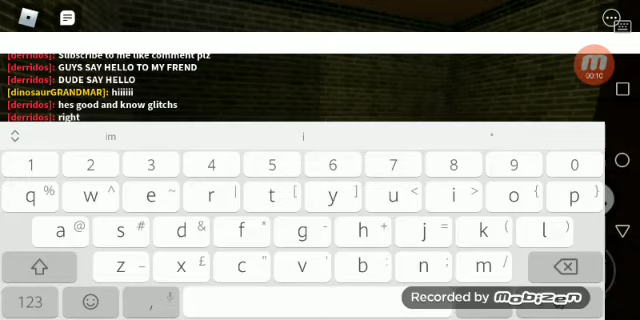 [derridos]: Subscribe to me like comment plz
[derridos]: GUYS SAY HELLO TO MY FREND
[derridos]: DUDE SAY HELLO
[dinosaurGRANDMAR]: hiiiiii
[derridos]: hes good and know glitchs
[derridos]: right
00:10
im i
1 2 3 4 5 6 7 8 9 0
q % w ^ e ~ r | t [ y ] u < i > o { p }
a @ s # d & f * g - h + j = k ( l )
z _ x £ c " v ' b : n ; m /
123 ,
Recorded by mobizen